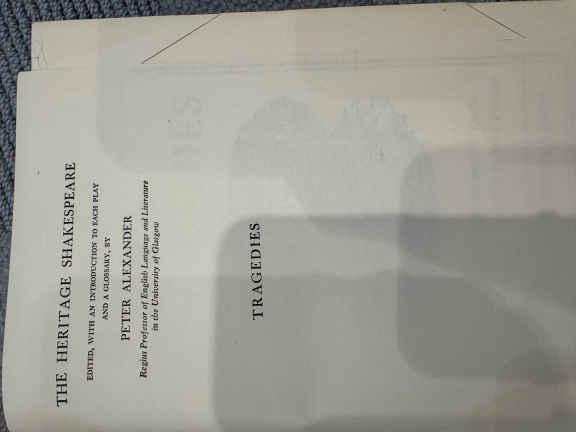 THE HERITAGE SHAKESPEARE
EDITED, WITH AN INTRODUCTION TO EACH PLAY
AND A GLOSSARY, BY
PETER ALEXANDER
Regius Professor of English Language and Literature
in the University of Glasgow
TRAGEDIES